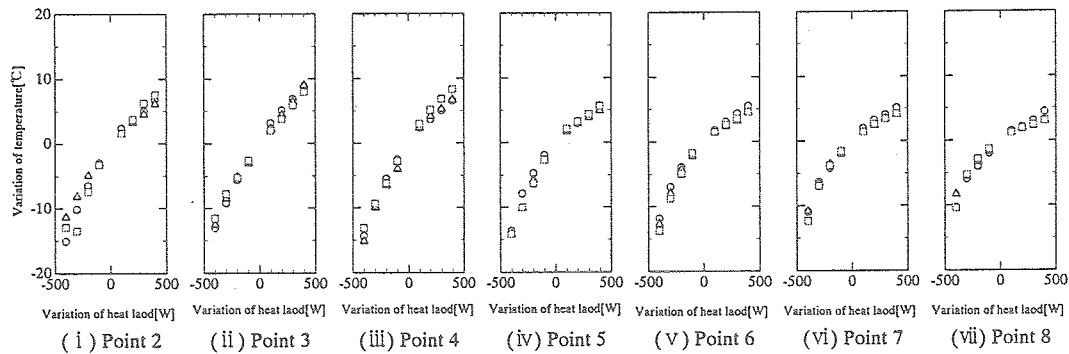 20
10
0
-10
-20
Variation of temperature[℃]
-500 0 500 -500 0 500 -500 0 500 -500 0 500 -500 0 500 -500 0 500 -500 0 500
Variation of heat laod[W] Variation of heat laod[W] Variation of heat laod[W] Variation of heat laod[W] Variation of heat laod[W] Variation of heat laod[W] Variation of heat laod[W]
(i) Point 2 (ii) Point 3 (iii) Point 4 (iv) Point 5 (v) Point 6 (vi) Point 7 (vii) Point 8